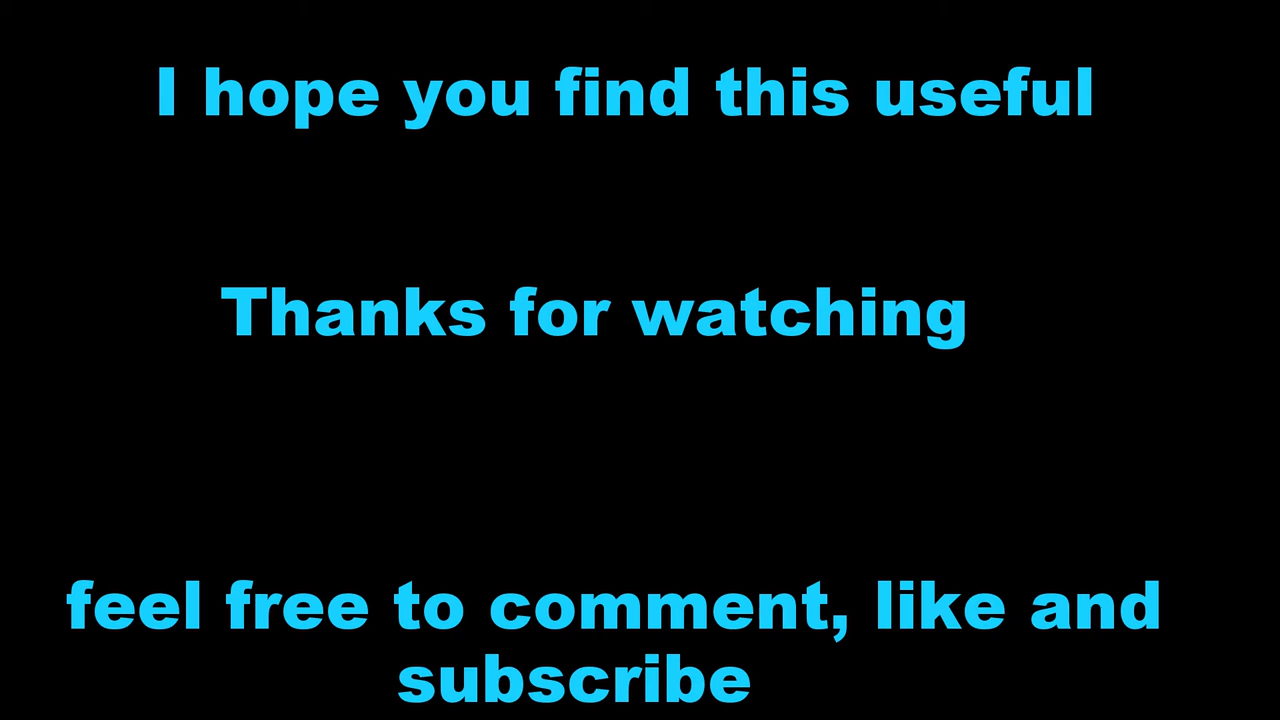 I hope you find this useful
Thanks for watching
feel free to comment, like and
subscribe